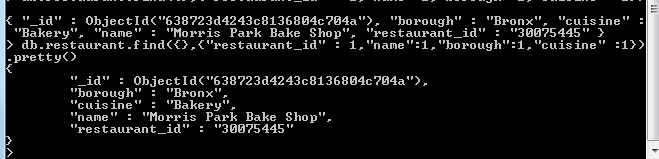 { "_id" : ObjectId("638723d4243c8136804c704a"), "borough" : "Bronx", "cuisine" :
"Bakery", "name" : "Morris Park Bake Shop", "restaurant_id" : "30075445" }
> db.restaurant.find({},{"restaurant_id" : 1,"name":1,"borough":1,"cuisine" :1})
.pretty()
{
"_id" : ObjectId("638723d4243c8136804c704a"),
"borough" : "Bronx",
"cuisine" : "Bakery",
"name" : "Morris Park Bake Shop",
"restaurant_id" : "30075445"
}
>